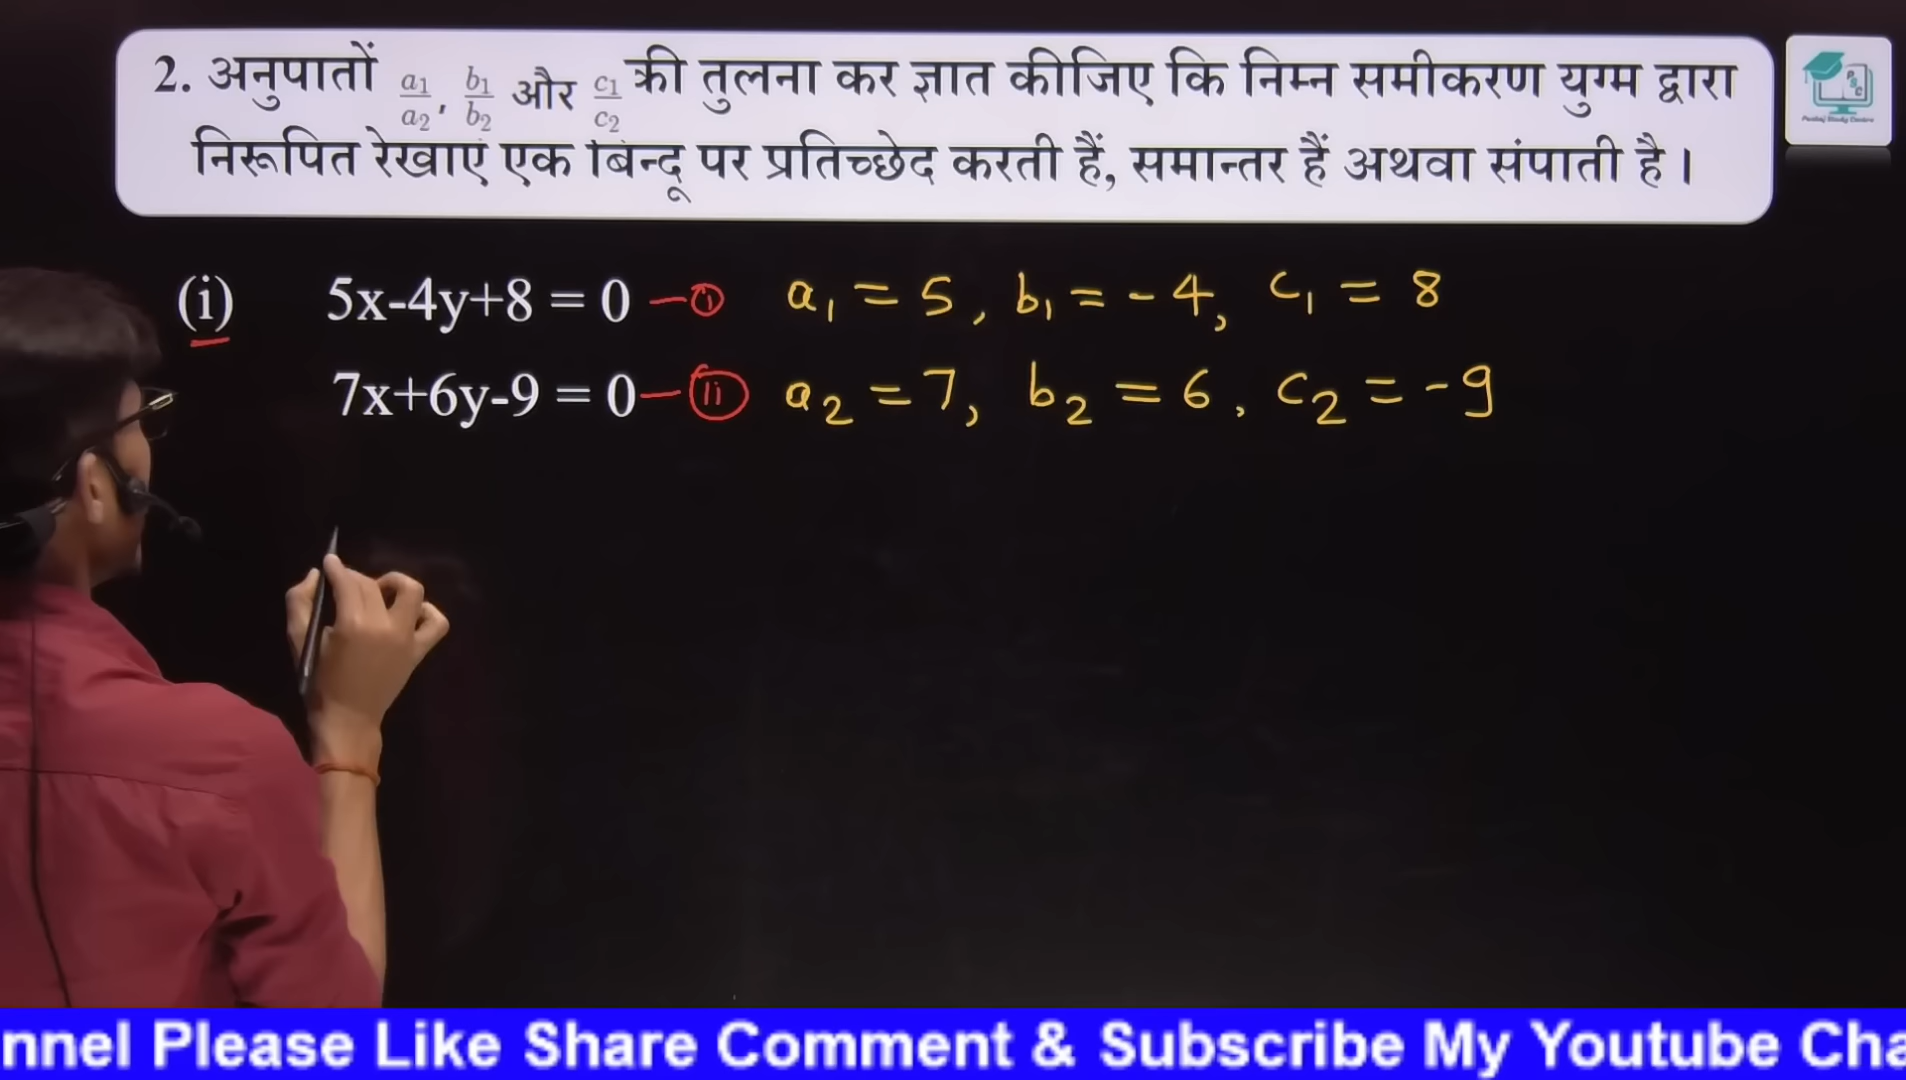 2. अनुपातों a1/a2, b1/b2 और c1/c2 की तुलना कर ज्ञात कीजिए कि निम्न समीकरण युग्म द्वारा
निरूपित रेखाएं एक बिन्दू पर प्रतिच्छेद करती हैं, समान्तर हैं अथवा संपाती है।
(i) 5x-4y+8 = 0 — (i) a1 = 5, b1 = -4, c1 = 8
7x+6y-9 = 0 — (ii) a2 = 7, b2 = 6, c2 = -9
nnel Please Like Share Comment & Subscribe My Youtube Cha